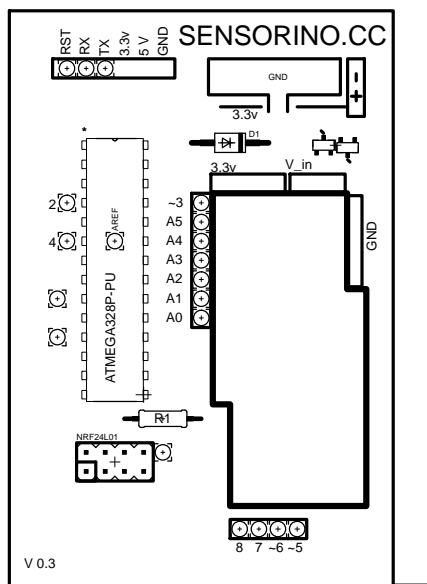 SENSORINO.CC
RST
RX
TX
3.3v
5 V
GND
GND
- +
3.3v
*
D1
3.3v
V_in
2
4
AREF
~3
A5
A4
A3
A2
A1
A0
GND
ATMEGA328P-PU
R1
NRF24L01
8 7 ~6 ~5
V 0.3